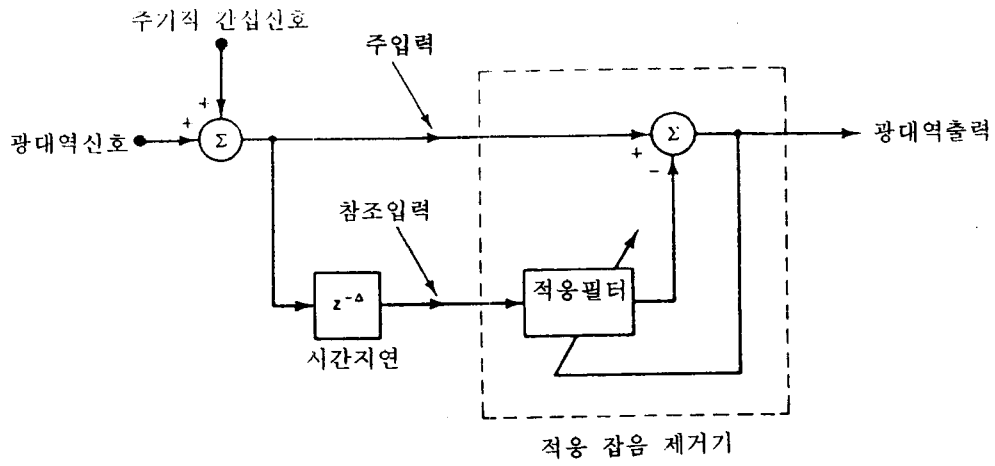 주기적 간섭신호
주입력
+
+
Σ
Σ
광대역신호
광대역출력
+
-
참조입력
z-Δ
적응필터
시간지연
적응 잡음 제거기